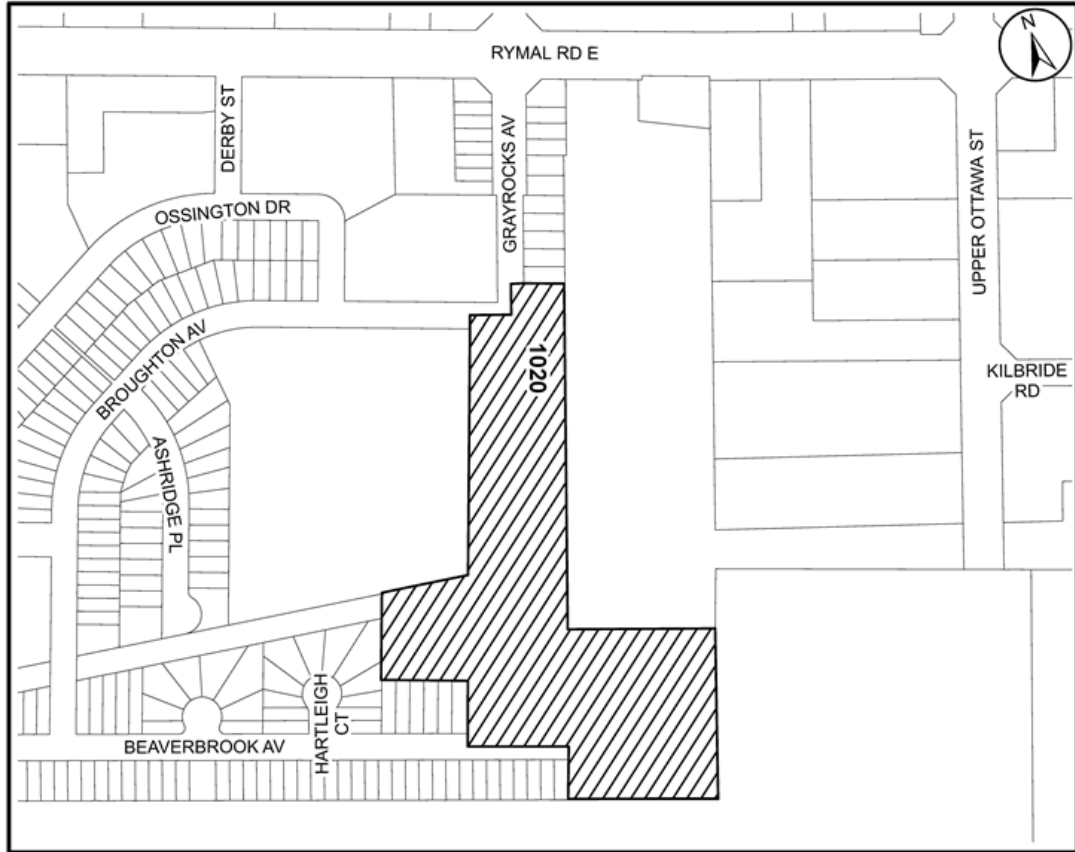 RYMAL RD E
N
DERBY ST
GRAYROCKS AV
UPPER OTTAWA ST
OSSINGTON DR
BROUGHTON AV
1020
KILBRIDE
RD
ASHRIDGE PL
HARTLEIGH
CT
BEAVERBROOK AV